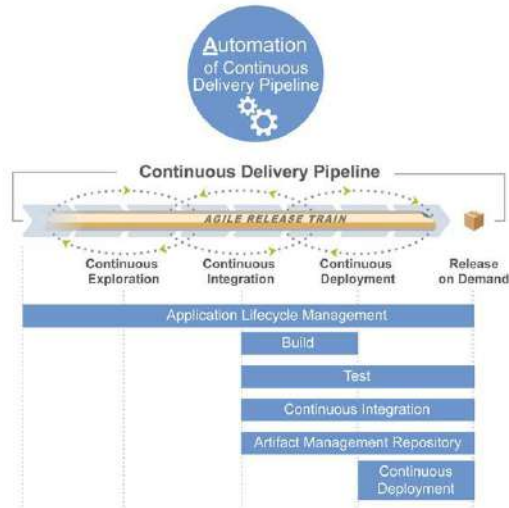 Automation
of Continuous
Delivery Pipeline
Continuous Delivery Pipeline
AGILE RELEASE TRAIN
Continuous
Exploration
Continuous
Integration
Continuous
Deployment
Release
on Demand
Application Lifecycle Management
Build
Test
Continuous Integration
Artifact Management Repository
Continuous
Deployment